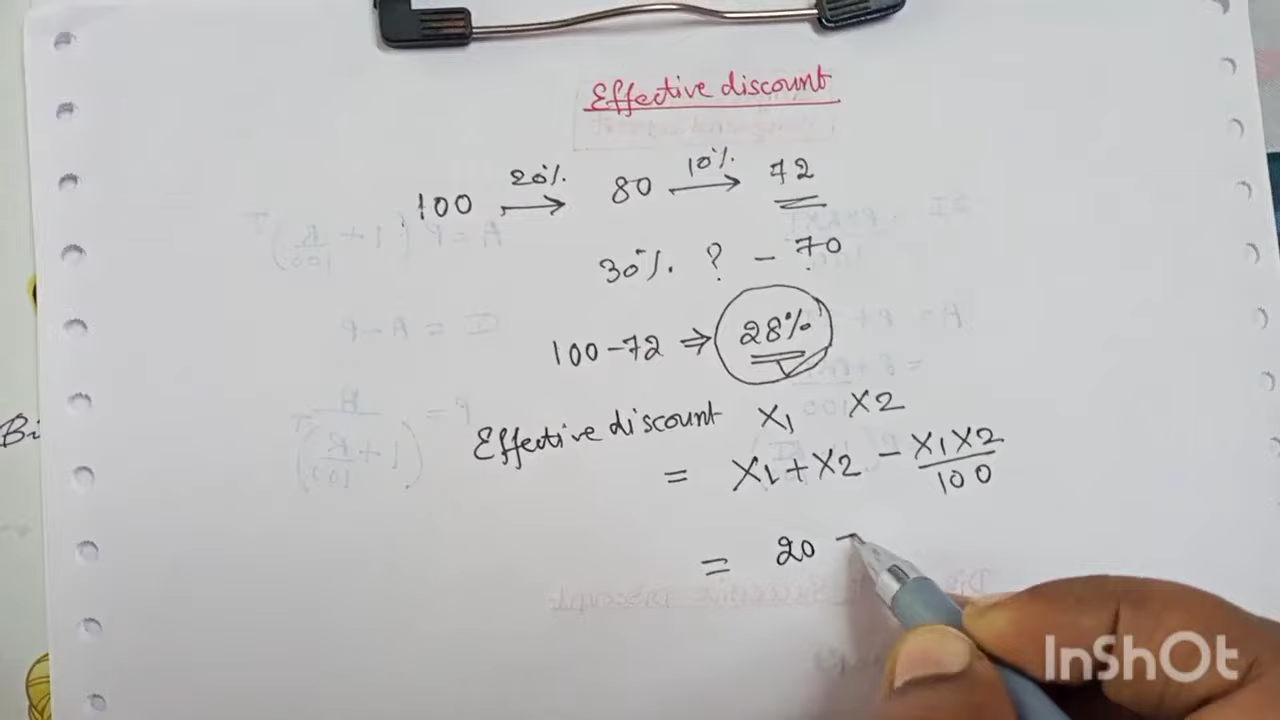 Effective discount
100 20%. → 80 10%. → 72
30%. ? - 70
100-72 ⇒ 28%
Effective discount X1 X2
= X1+X2 - X1X2/100
= 20
Bi
InShOt